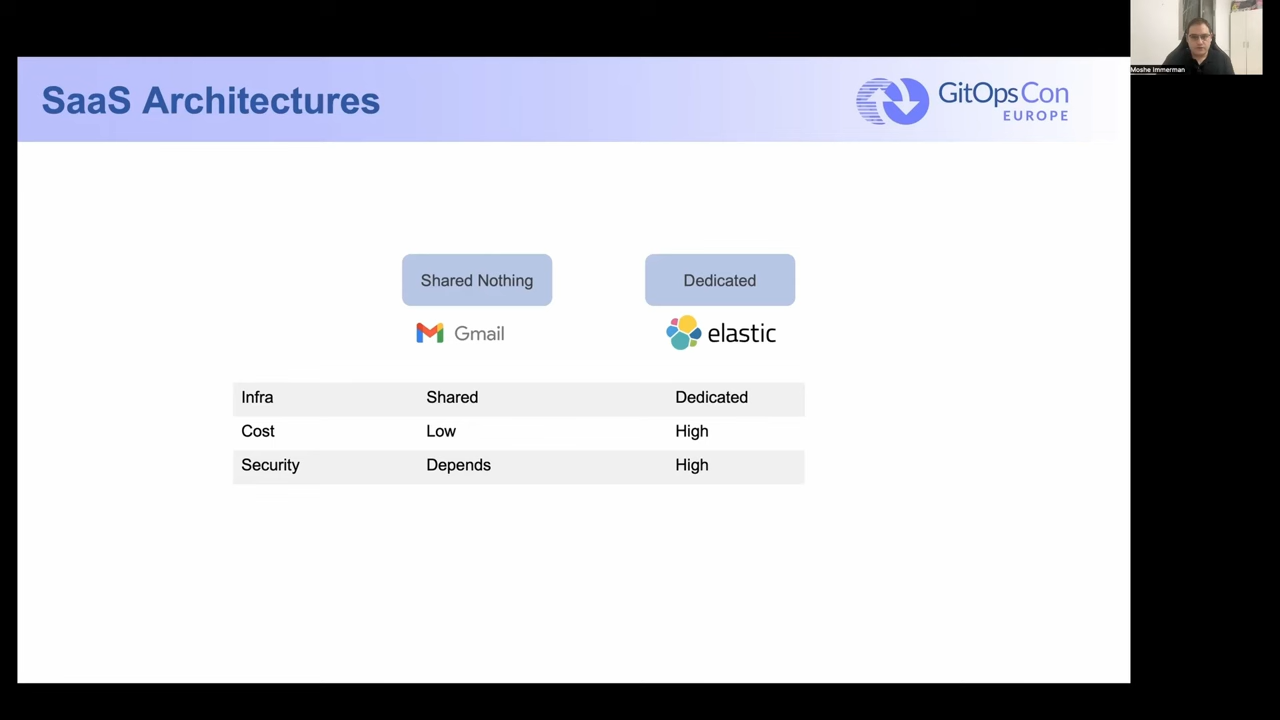 Moshe Immerman
SaaS Architectures
GitOpsCon
EUROPE
Shared Nothing
Dedicated
Gmail
elastic
Infra Shared Dedicated
Cost Low High
Security Depends High